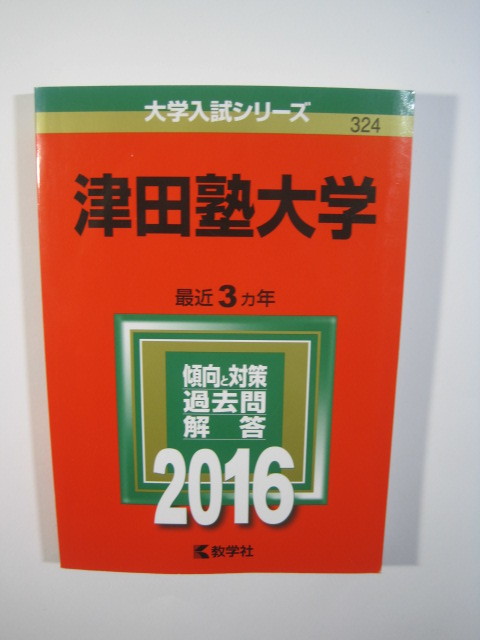 大学入試シリーズ
324
津田塾大学
最近3ヵ年
傾向と対策
過去問
解答
2016
教学社